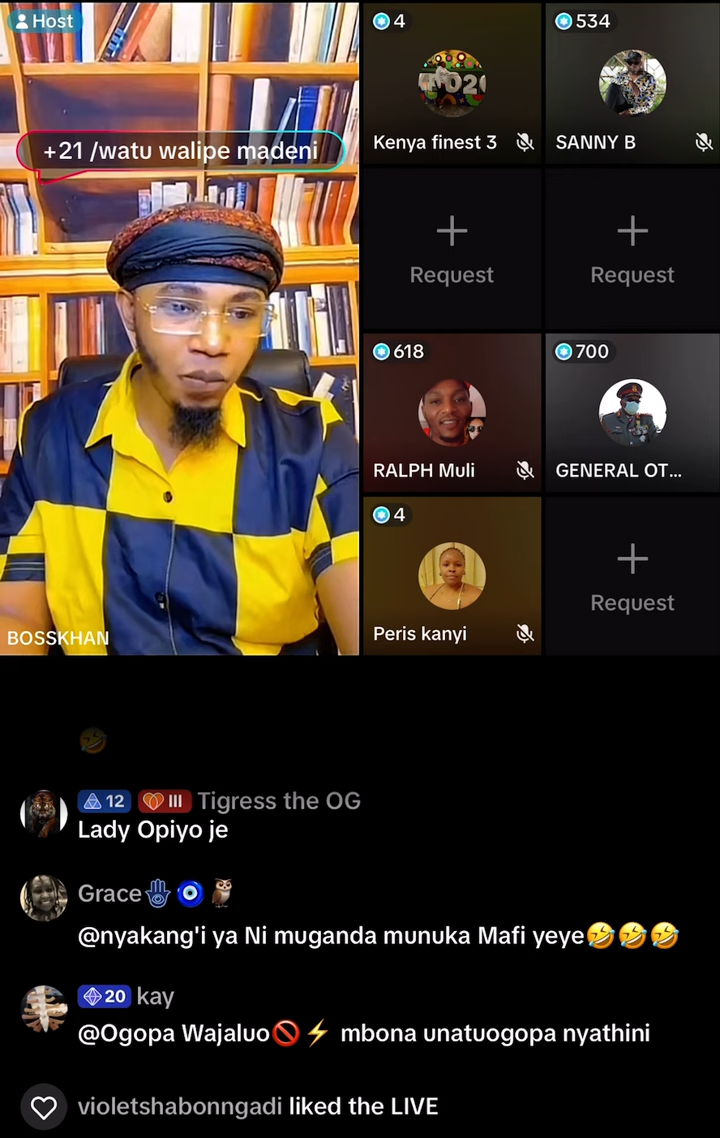 Host
+21 /watu walipe madeni
BOSSKHAN
4
Kenya finest 3
534
SANNY B
Request
Request
618
RALPH Muli
700
GENERAL OT...
4
Peris kanyi
Request
🤣
12 III Tigress the OG
Lady Opiyo je
Grace🪬🧿🦉
@nyakang'i ya Ni muganda munuka Mafi yeye🤣🤣🤣
20 kay
@Ogopa Wajaluo🚫⚡ mbona unatuogopa nyathini
violetshabonngadi liked the LIVE